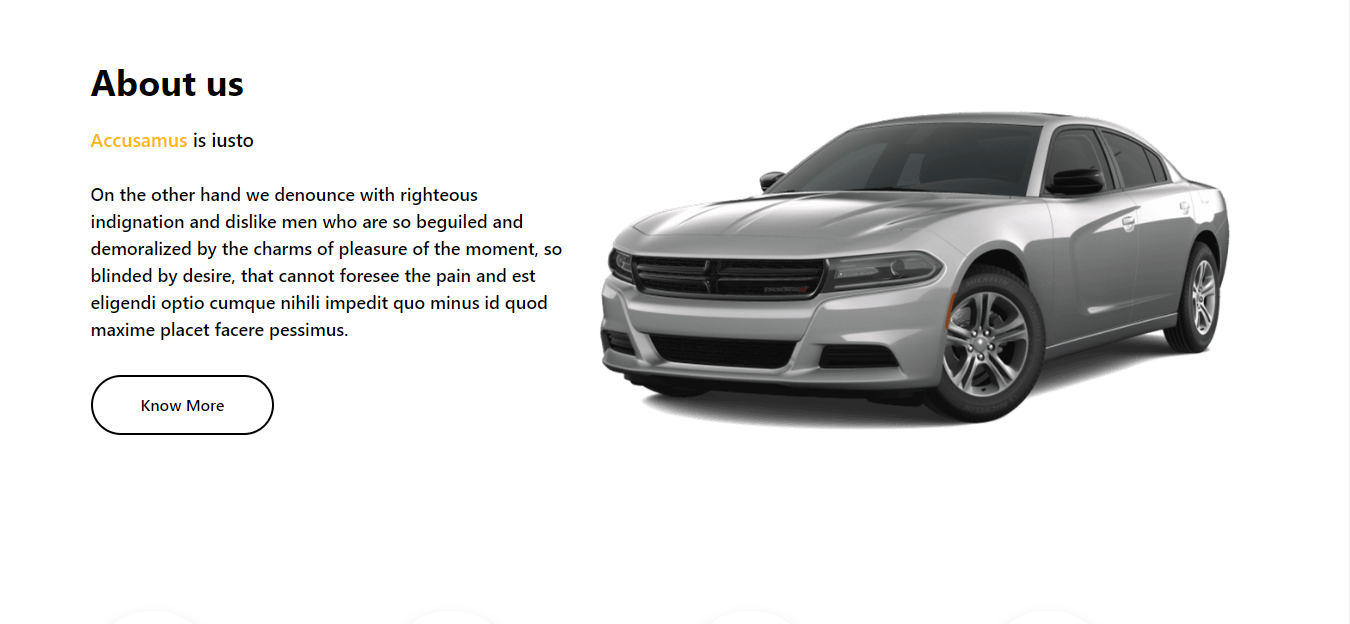 About us
Accusamus is iusto
On the other hand we denounce with righteous
indignation and dislike men who are so beguiled and
demoralized by the charms of pleasure of the moment, so
blinded by desire, that cannot foresee the pain and est
eligendi optio cumque nihili impedit quo minus id quod
maxime placet facere pessimus.
Know More